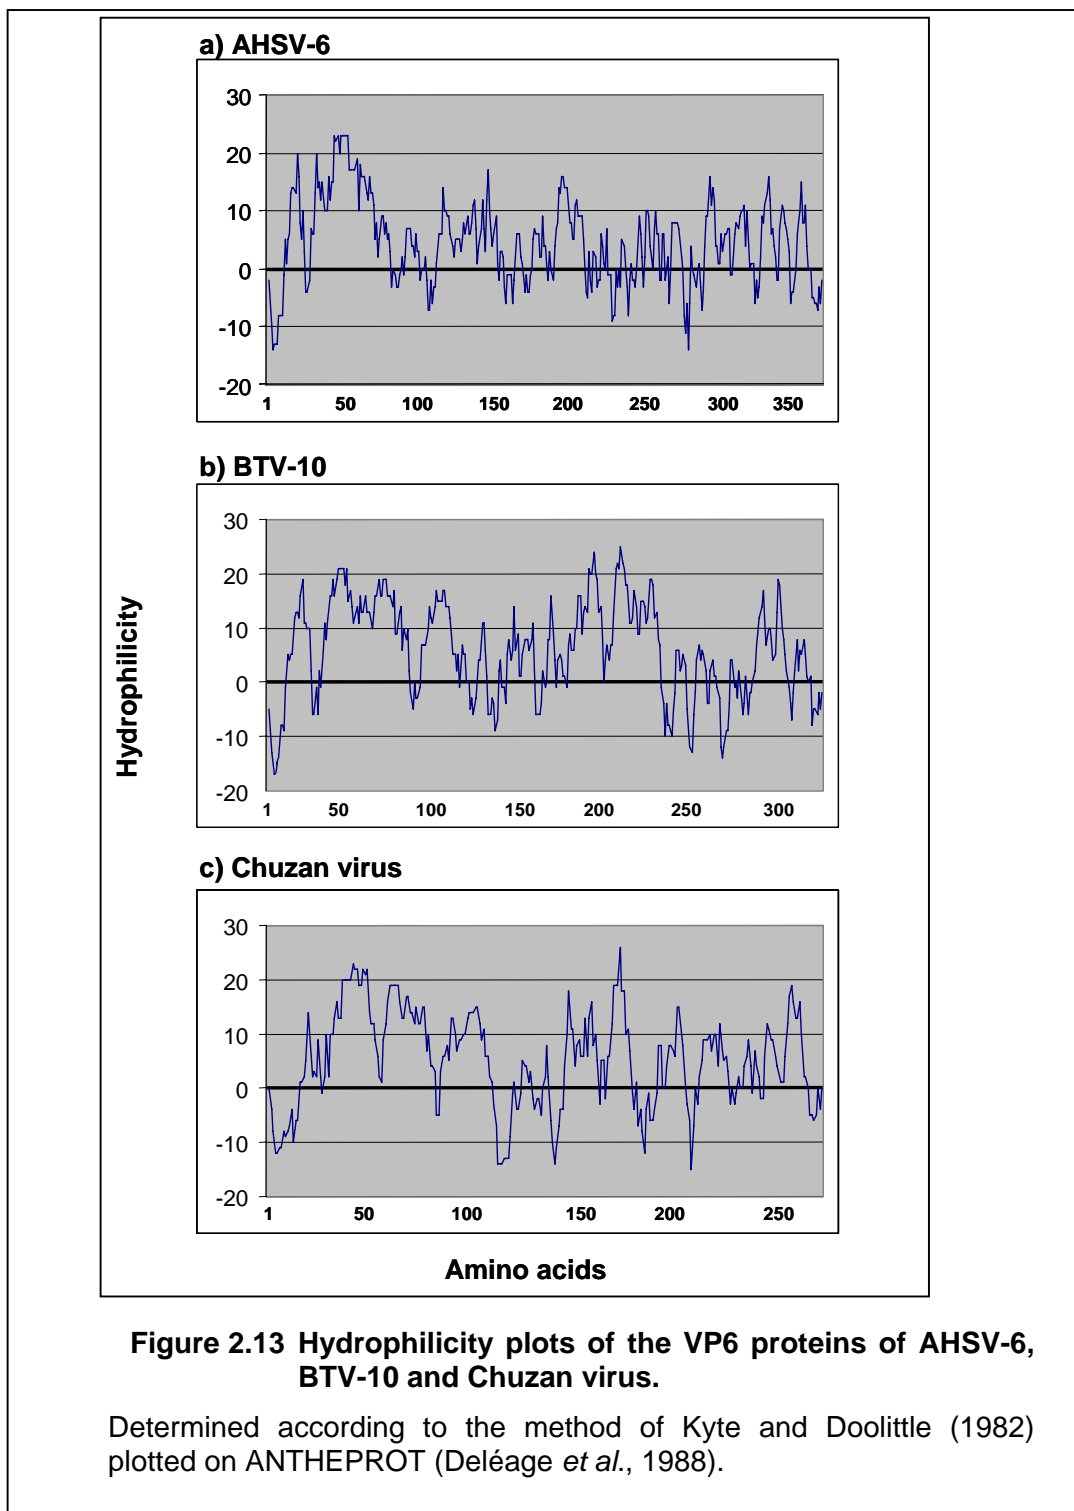 a) AHSV-6
30
20
10
0
-10
-20
1 50 100 150 200 250 300 350
b) BTV-10
30
20
10
0
-10
-20
1 50 100 150 200 250 300
c) Chuzan virus
30
20
10
0
-10
-20
1 50 100 150 200 250
Hydrophilicity
Amino acids
Figure 2.13 Hydrophilicity plots of the VP6 proteins of AHSV-6,
BTV-10 and Chuzan virus.
Determined according to the method of Kyte and Doolittle (1982)
plotted on ANTHEPROT (Deléage et al., 1988).